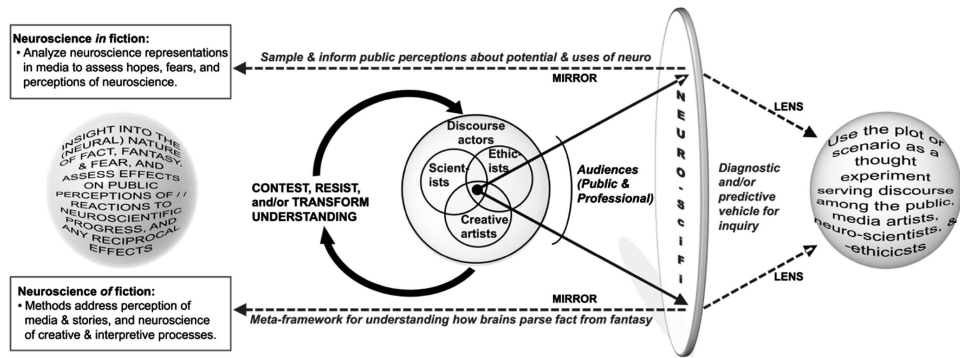 Neuroscience in fiction:
• Analyze neuroscience representations
in media to assess hopes, fears, and
perceptions of neuroscience.
Sample & inform public perceptions about potential & uses of neuro
MIRROR
INSIGHT INTO THE
(NEURAL) NATURE
OF FACT, FANTASY,
& FEAR, AND
ASSESS EFFECTS
ON PUBLIC
PERCEPTIONS OF / /
REACTIONS TO
NEUROSCIENTIFIC
PROGRESS, AND
ANY RECIPROCAL
EFFECTS
CONTEST, RESIST,
and/or TRANSFORM
UNDERSTANDING
Discourse
actors
Scient-
ists
Ethic-
ists
Creative
artists
Audiences
(Public &
Professional)
NEURO-SciFi
LENS
Diagnostic
and/or
predictive
vehicle for
inquiry
LENS
Use the plot or
scenario as a
thought
experiment
serving discourse
among the public,
media artists,
neuro-scientists, &
-ethicicsts
Neuroscience of fiction:
• Methods address perception of
media & stories, and neuroscience
of creative & interpretive processes.
MIRROR
Meta-framework for understanding how brains parse fact from fantasy